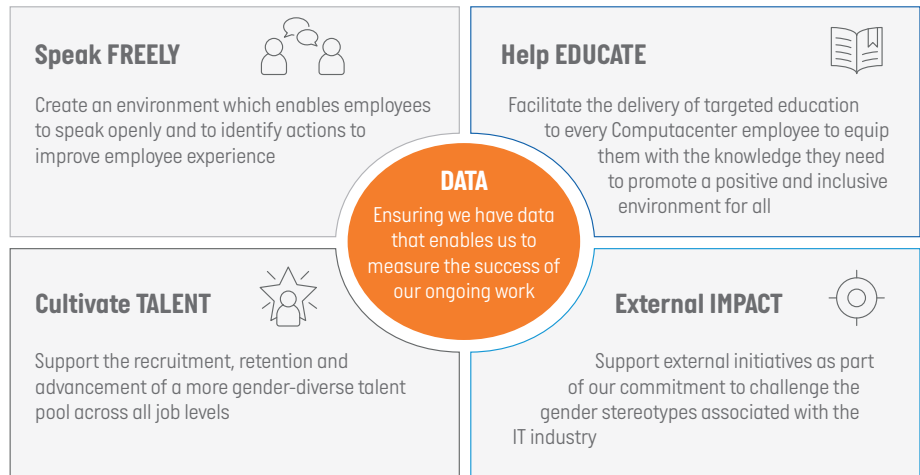 Speak FREELY
Create an environment which enables employees
to speak openly and to identify actions to
improve employee experience
Help EDUCATE
Facilitate the delivery of targeted education
to every Computacenter employee to equip
them with the knowledge they need
to promote a positive and inclusive
environment for all
DATA
Ensuring we have data
that enables us to
measure the success of
our ongoing work
Cultivate TALENT
Support the recruitment, retention and
advancement of a more gender-diverse talent
pool across all job levels
External IMPACT
Support external initiatives as part
of our commitment to challenge the
gender stereotypes associated with the
IT industry